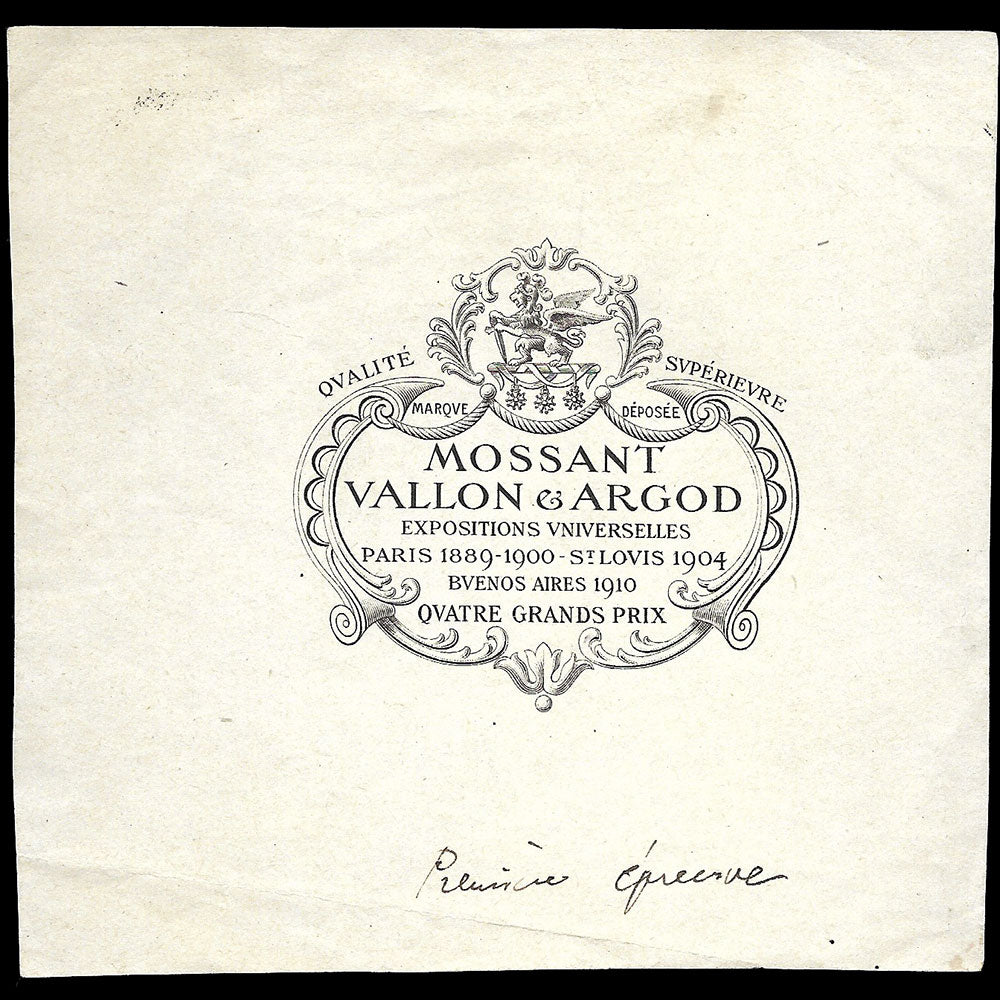 QVALITÉ SVPÉRIEVRE
MARQVE DÉPOSÉE
MOSSANT
VALLON & ARGOD
EXPOSITIONS VNIVERSELLES
PARIS 1889-1900-ST LOVIS 1904
BVENOS AIRES 1910
QVATRE GRANDS PRIX
Première épreuve